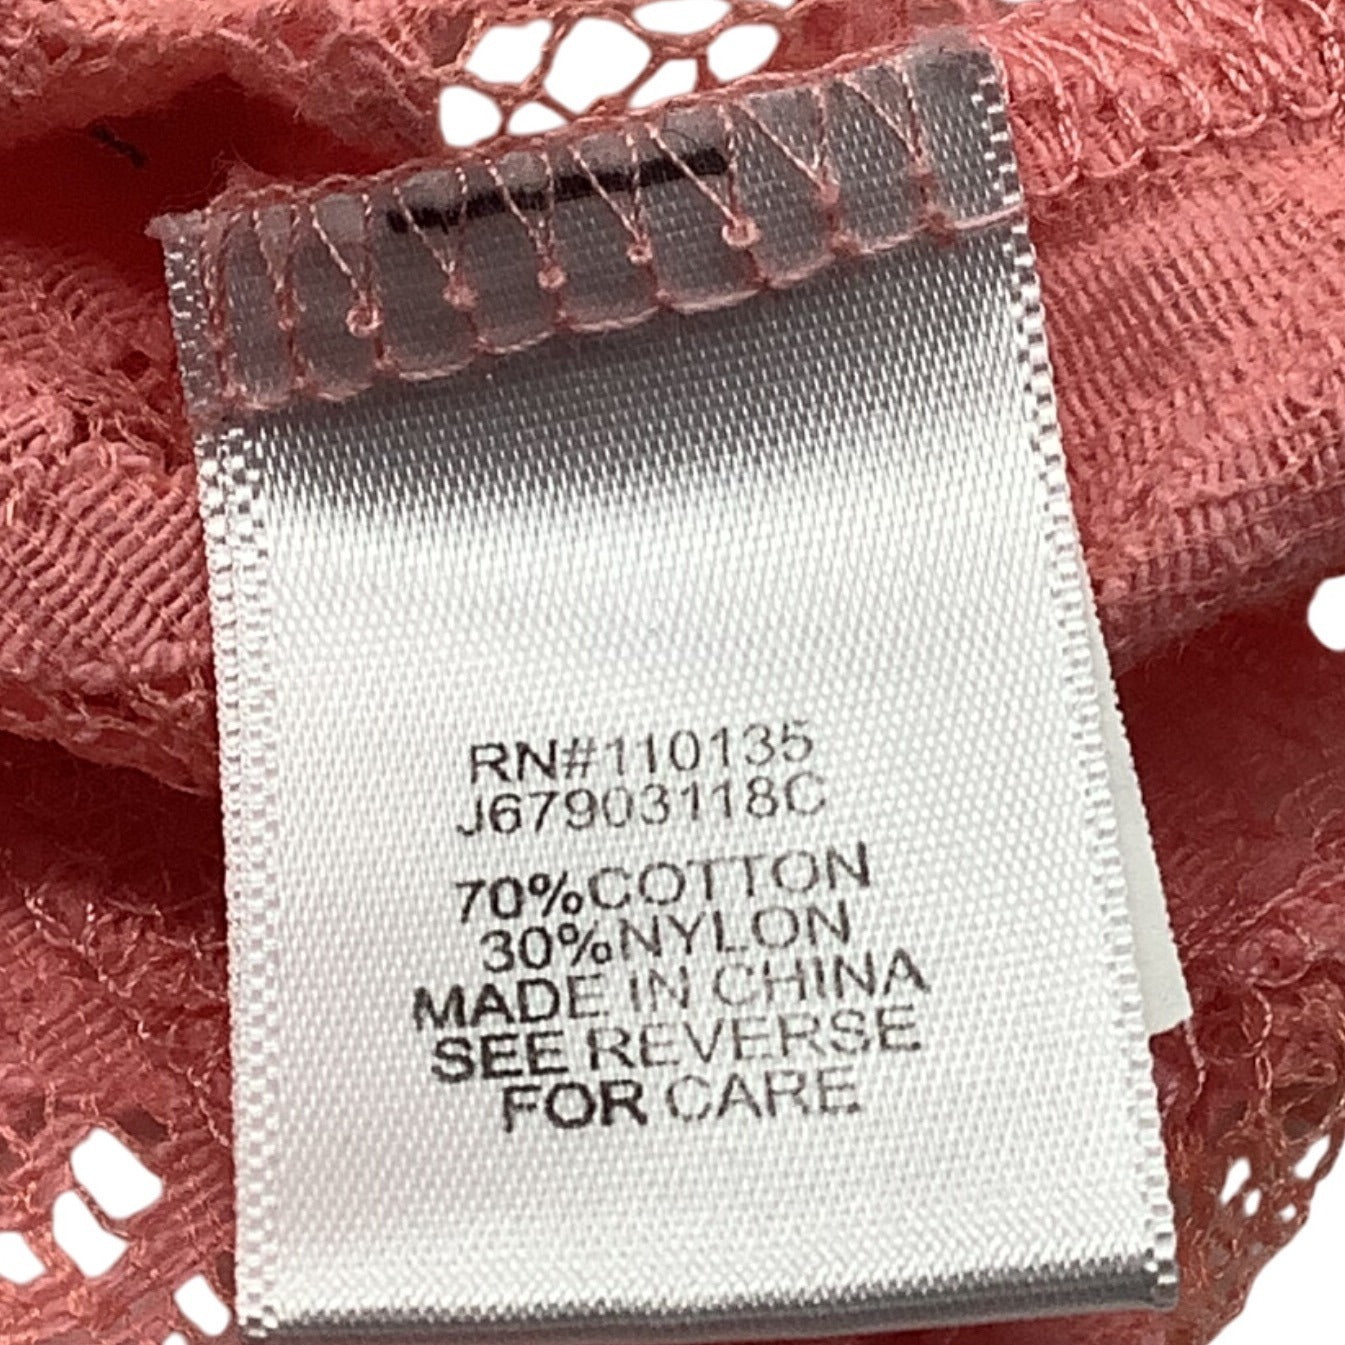 RN#110135
J67903118C
70%COTTON
30%NYLON
MADE IN CHINA
SEE REVERSE
FOR CARE